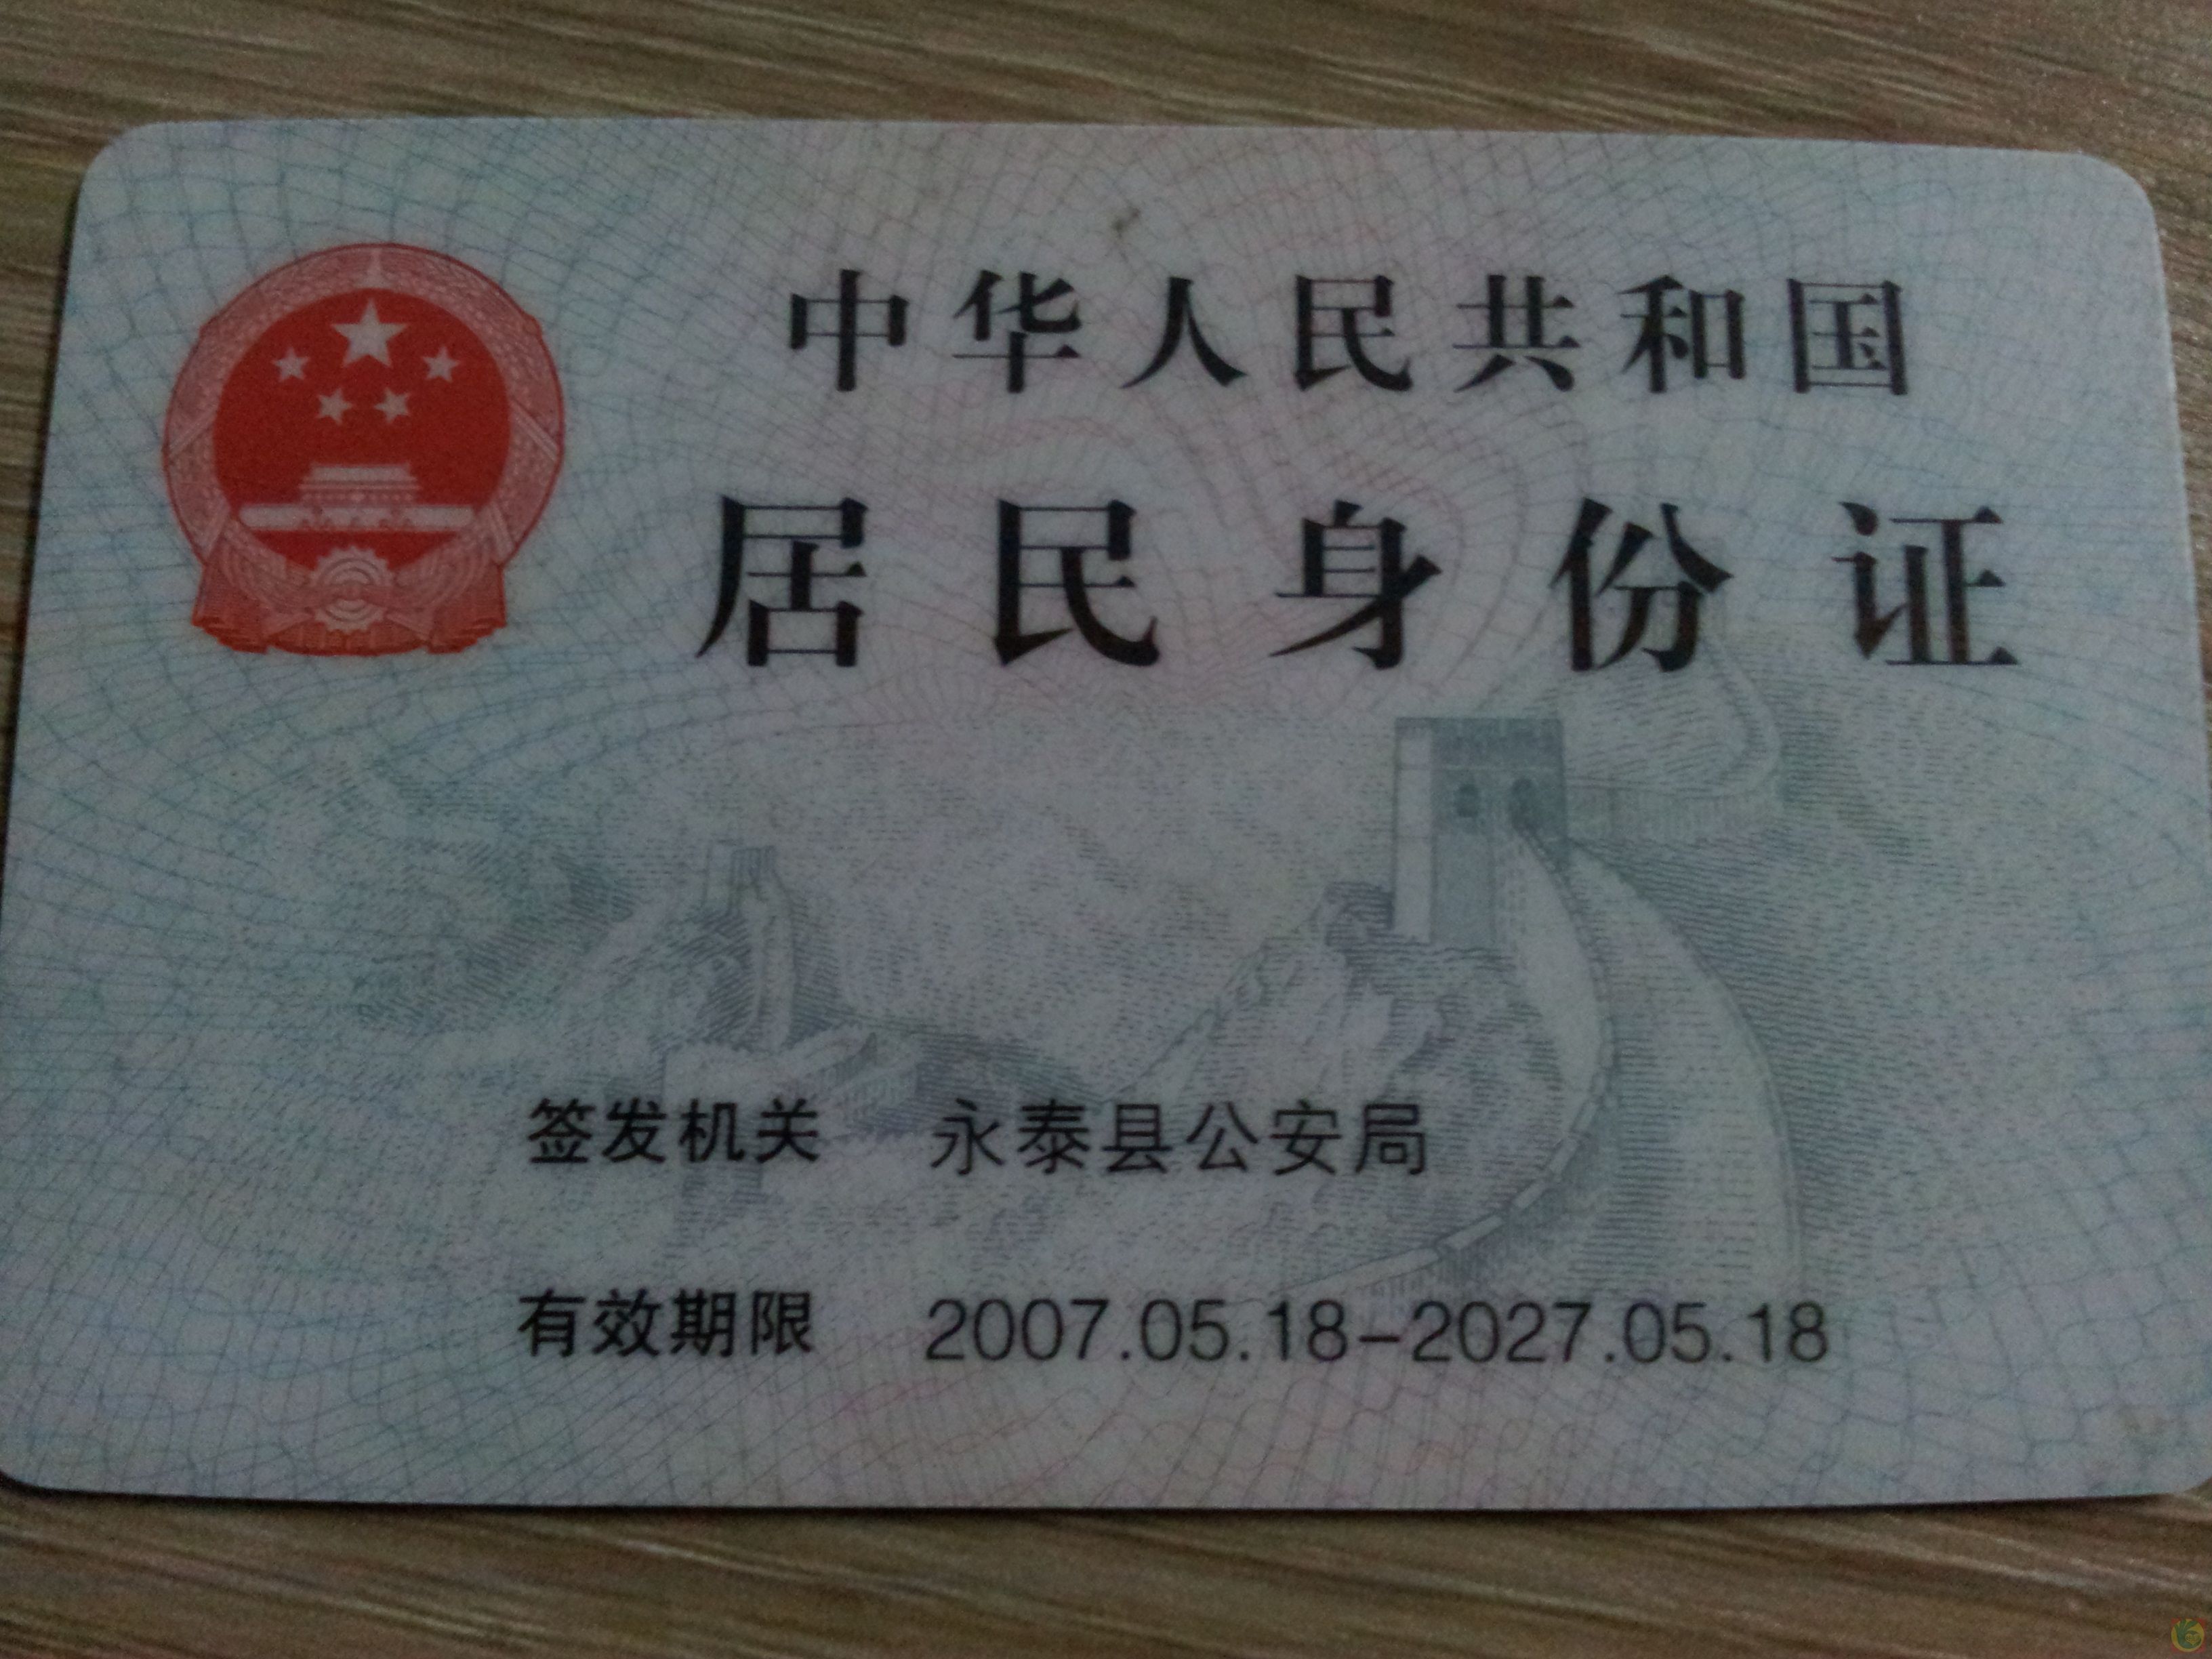 中华人民共和国
居民身份证
签发机关 永泰县公安局
有效期限 2007.05.18-2027.05.18